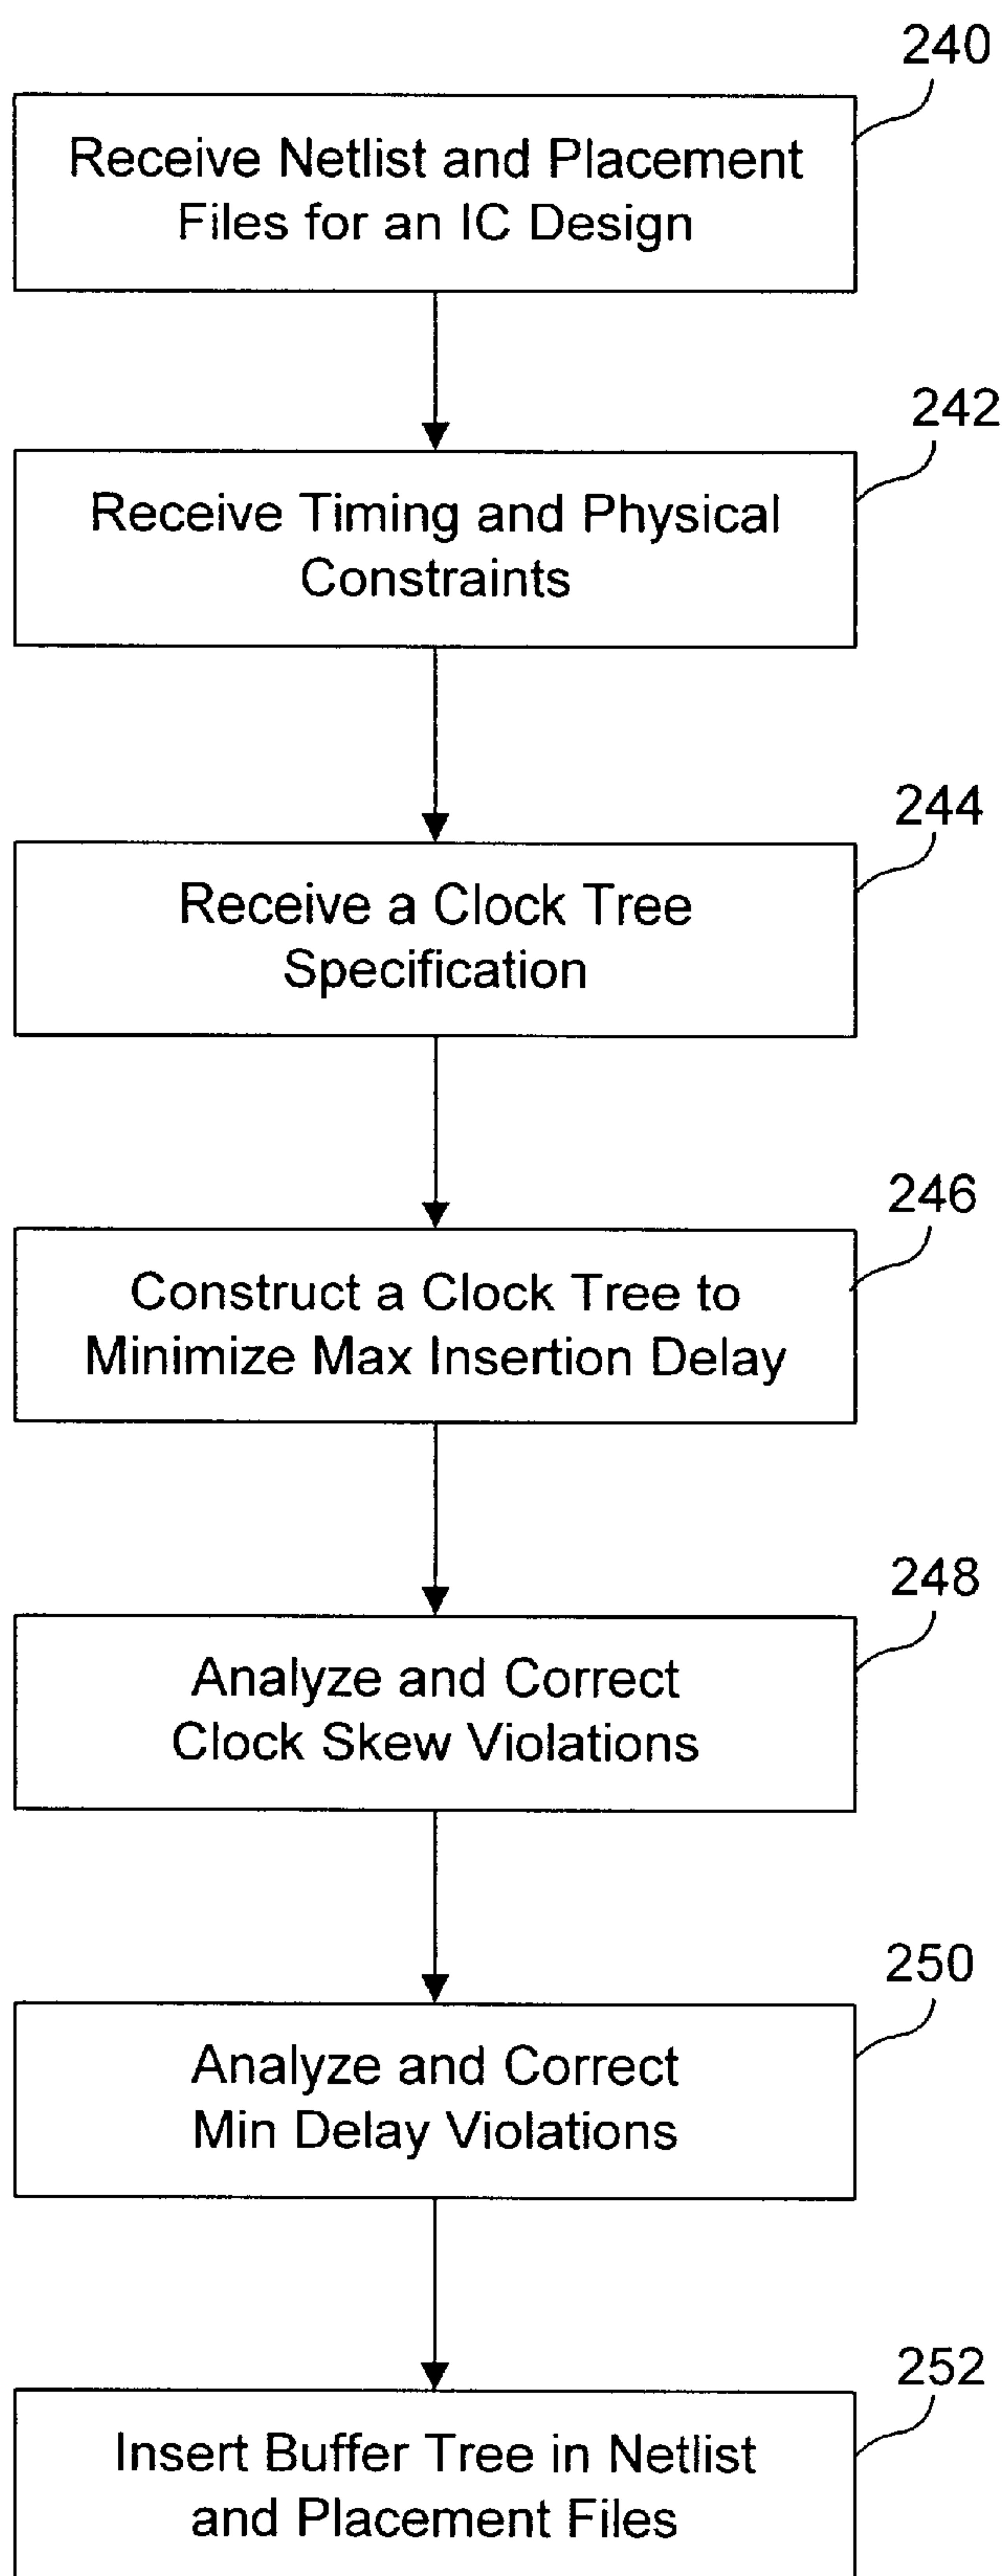 240
Receive Netlist and Placement
Files for an IC Design
242
Receive Timing and Physical
Constraints
244
Receive a Clock Tree
Specification
246
Construct a Clock Tree to
Minimize Max Insertion Delay
248
Analyze and Correct
Clock Skew Violations
250
Analyze and Correct
Min Delay Violations
252
Insert Buffer Tree in Netlist
and Placement Files